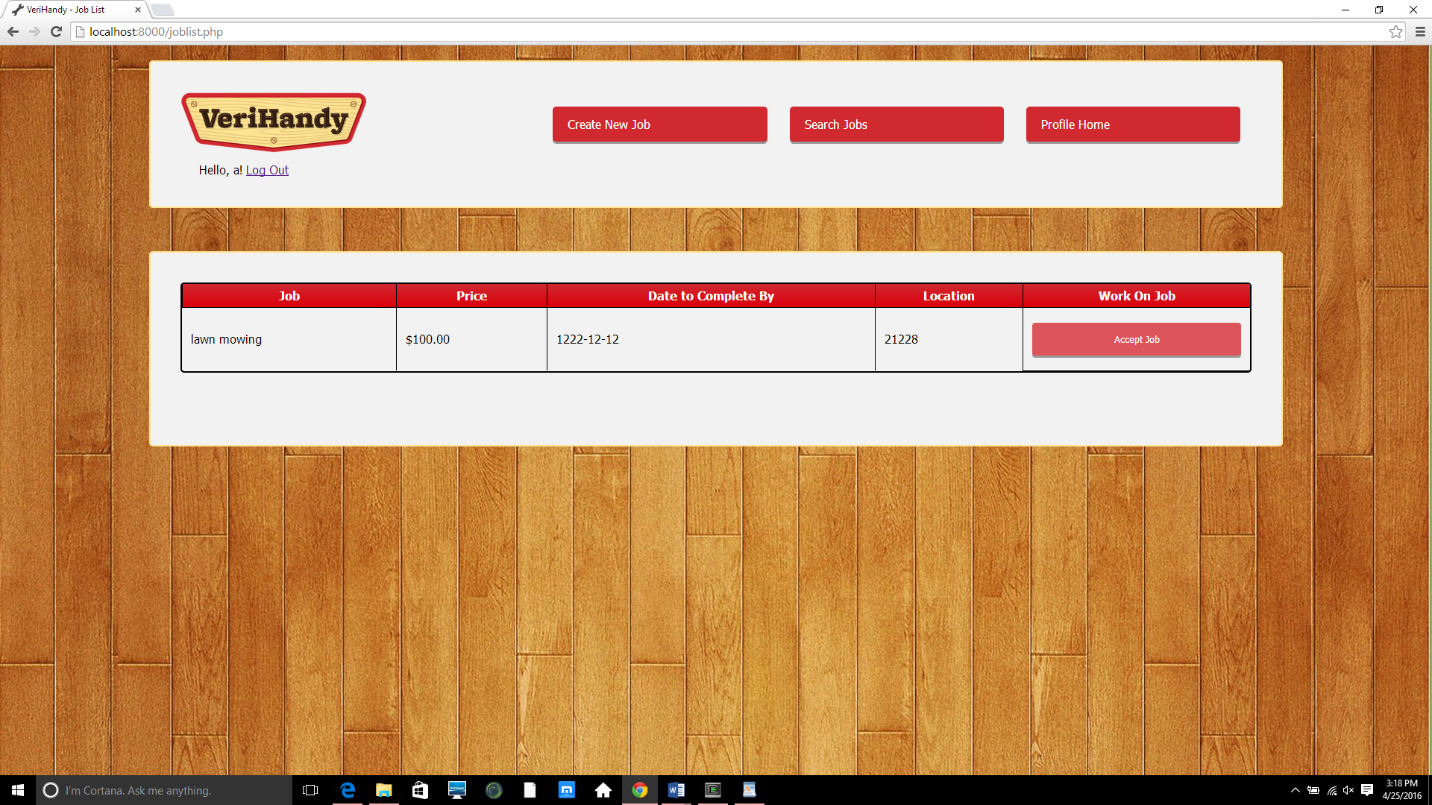 VeriHandy - Job List
localhost:8000/joblist.php
VeriHandy
Create New Job
Search Jobs
Profile Home
Hello, a! Log Out
Job Price Date to Complete By Location Work On Job
lawn mowing $100.00 1222-12-12 21228 Accept Job
I'm Cortana. Ask me anything.
3:18 PM
4/25/2016